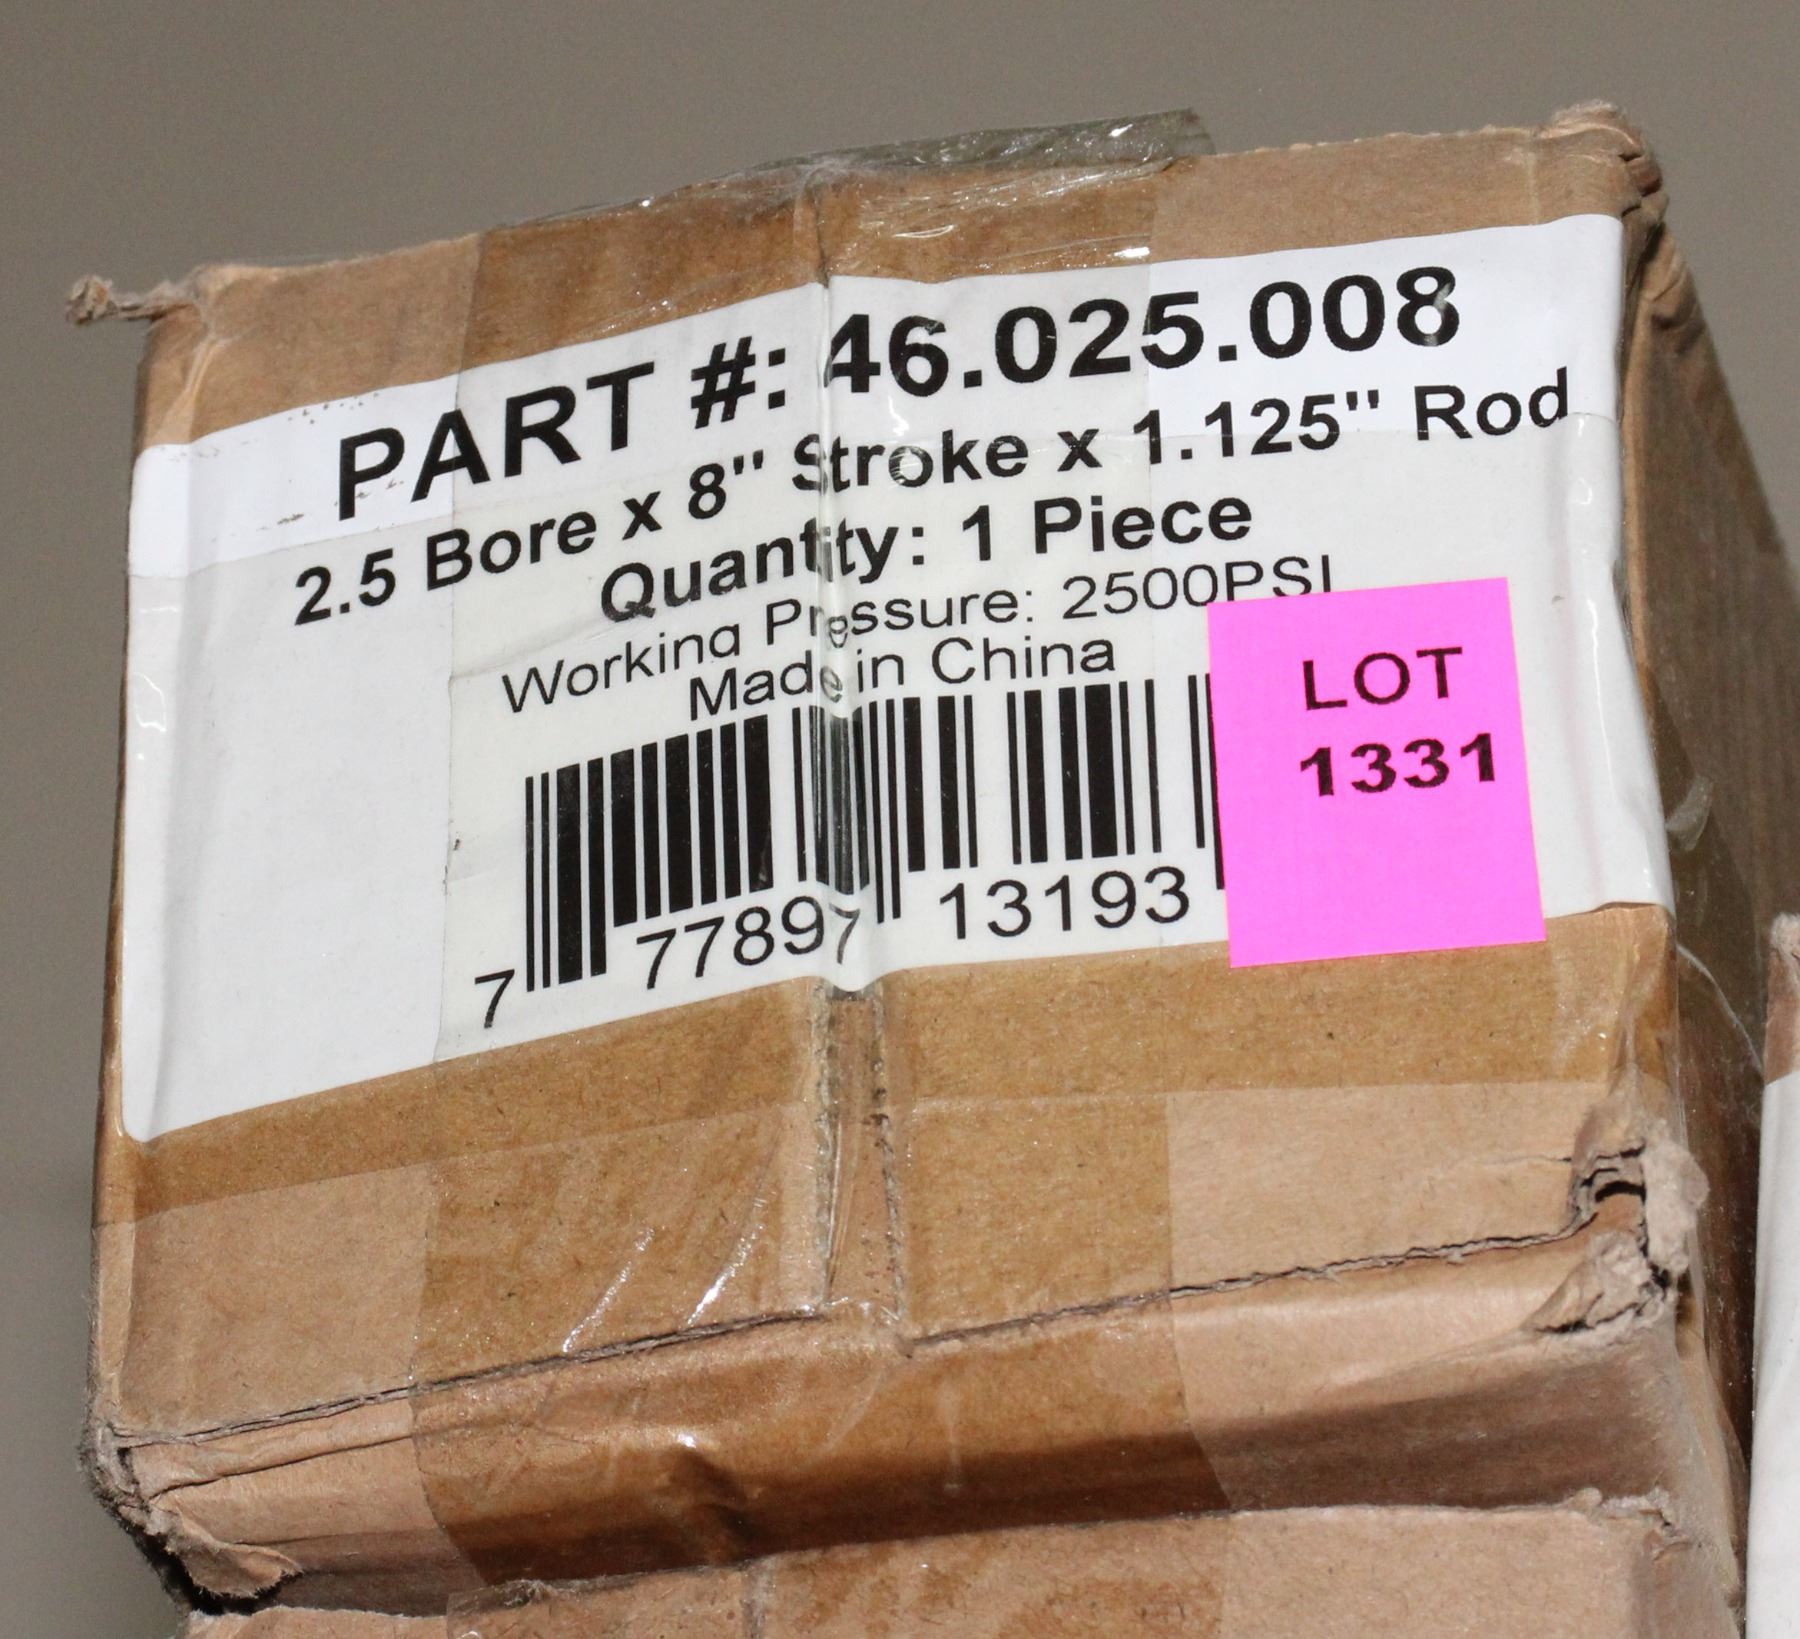 PART #: 46.025.008
2.5 Bore x 8" Stroke x 1.125" Rod
Quantity: 1 Piece
Working Pressure: 2500PSI
Made in China
7 77897 13193
LOT
1331